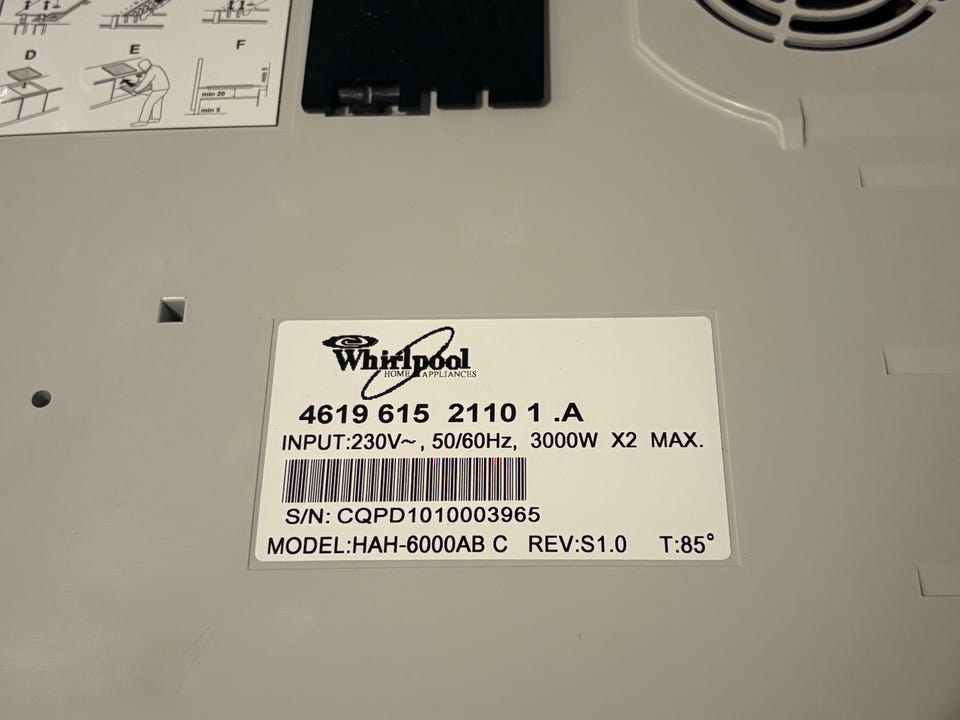 D E F
min 5
min 20
min 5
Whirlpool
HOME APPLIANCES
4619 615 2110 1 .A
INPUT:230V~, 50/60Hz, 3000W X2 MAX.
S/N: CQPD1010003965
MODEL:HAH-6000AB C REV:S1.0 T:85°